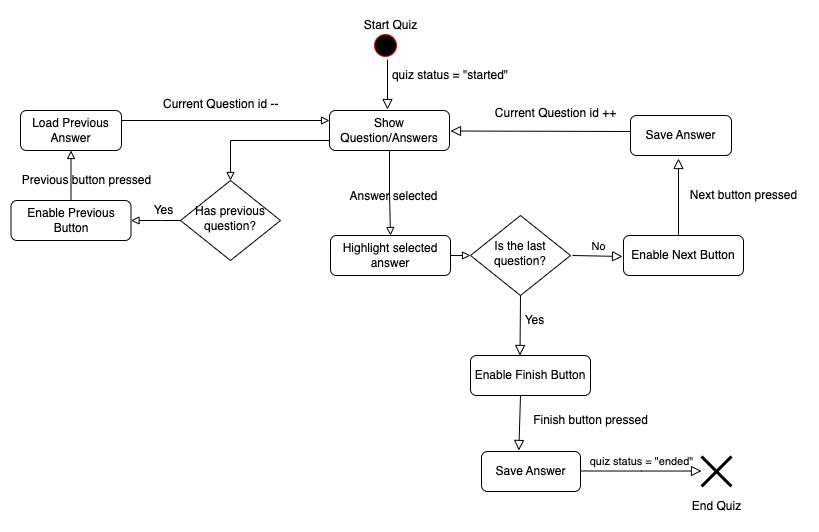 Start Quiz
quiz status = "started"
Current Question id --
Current Question id ++
Load Previous
Answer
Show
Question/Answers
Save Answer
Previous button pressed
Answer selected
Next button pressed
Enable Previous
Button
Yes
Has previous
question?
Highlight selected
answer
Is the last
question?
No
Enable Next Button
Yes
Enable Finish Button
Finish button pressed
Save Answer
quiz status = "ended"
End Quiz